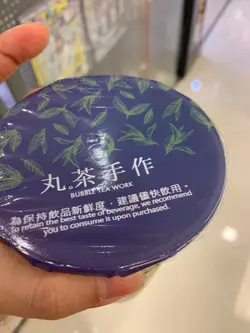 丸。茶手作
BUBBLE TEA WORK
為保持飲品新鮮度，建議儘快飲用。
To retain the best taste of beverage, we recommend
you to consume it upon purchased.